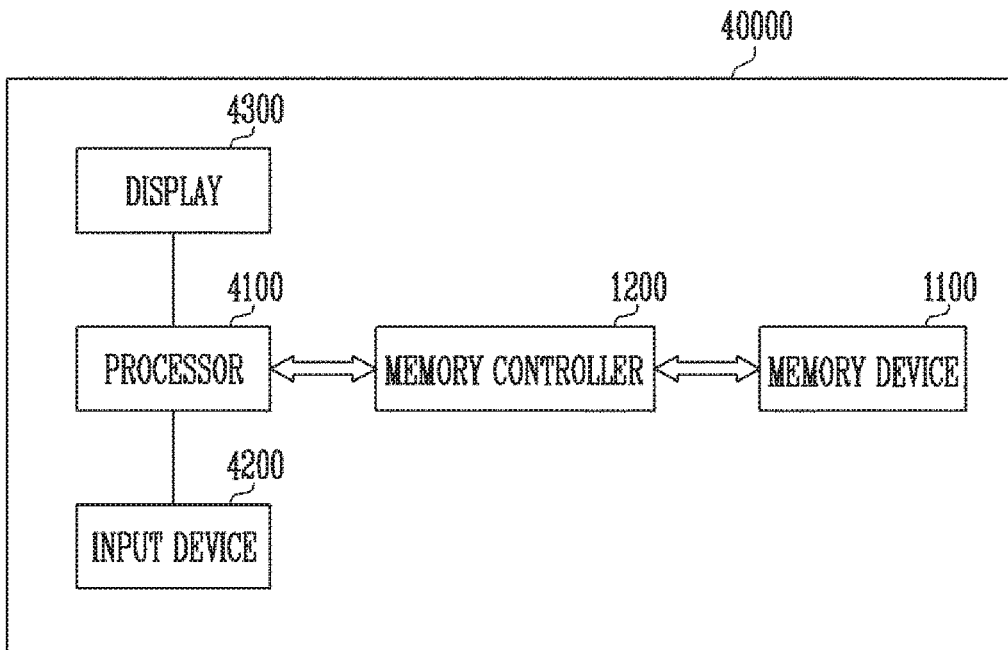 40000
4300
DISPLAY
4100
PROCESSOR
1200
MEMORY CONTROLLER
1100
MEMORY DEVICE
4200
INPUT DEVICE